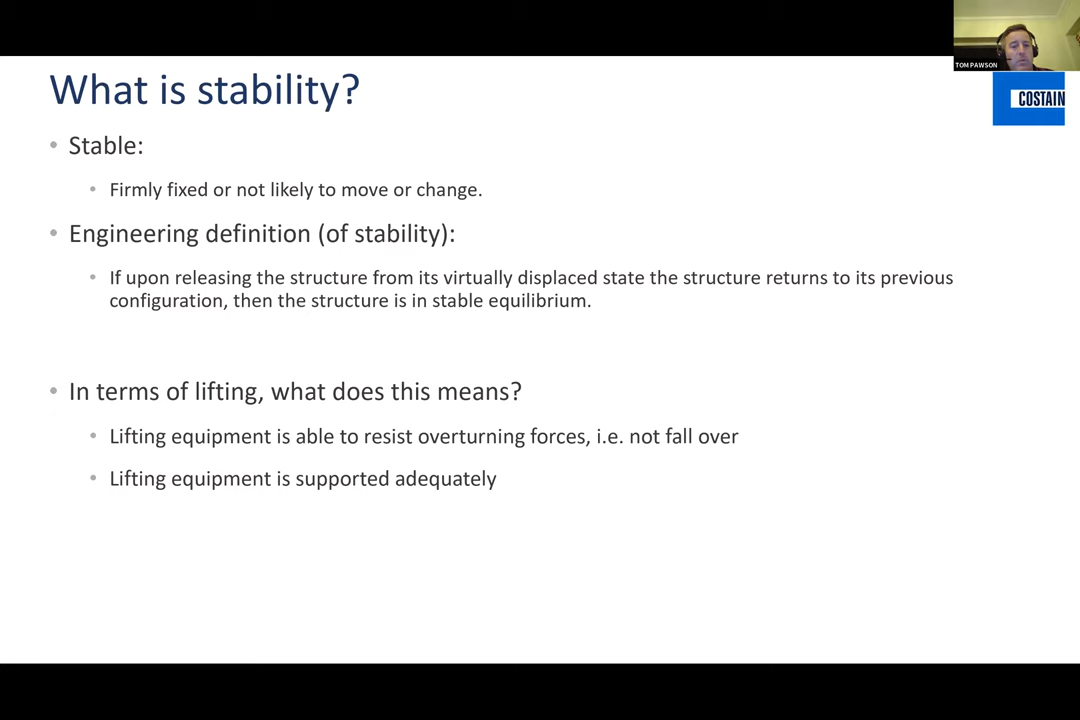 TOM PAWSON
COSTAIN
What is stability?
• Stable:
• Firmly fixed or not likely to move or change.
• Engineering definition (of stability):
• If upon releasing the structure from its virtually displaced state the structure returns to its previous
configuration, then the structure is in stable equilibrium.
• In terms of lifting, what does this means?
• Lifting equipment is able to resist overturning forces, i.e. not fall over
• Lifting equipment is supported adequately